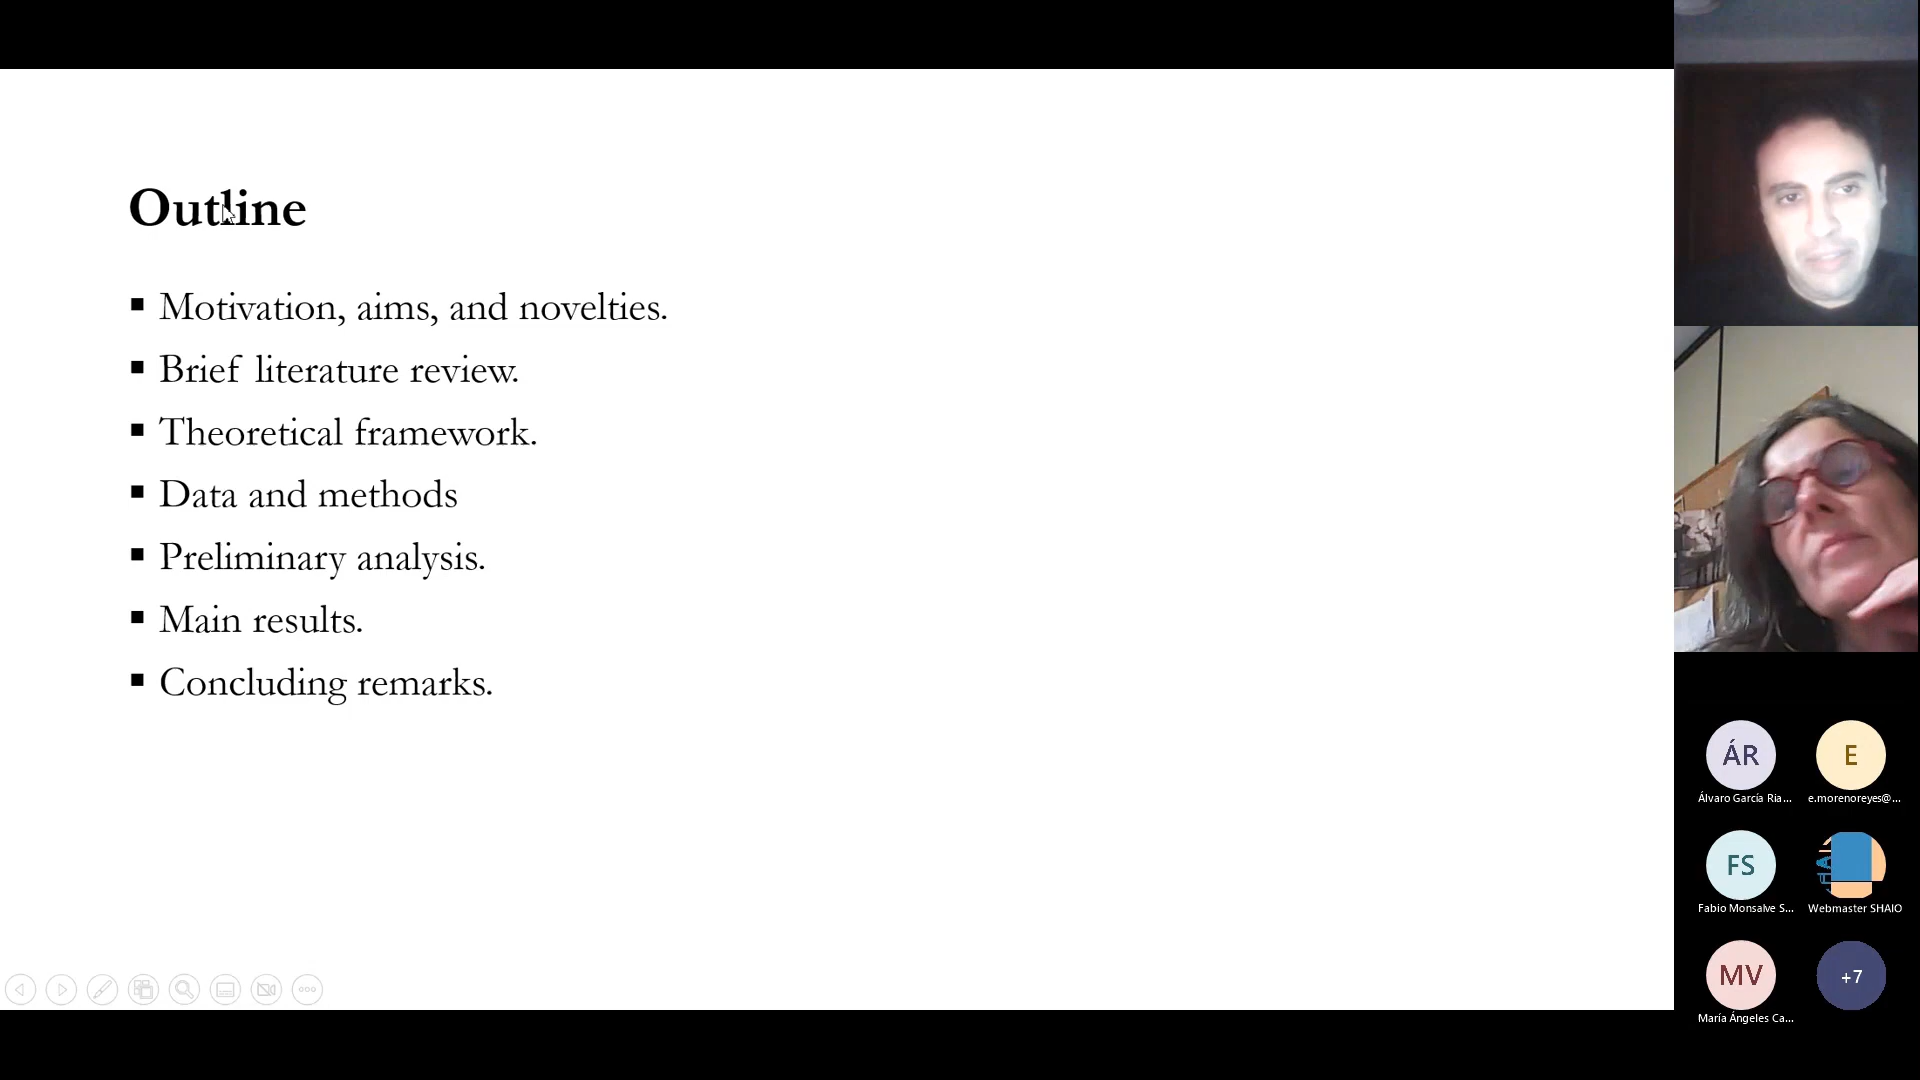 Outline
▪ Motivation, aims, and novelties.
▪ Brief literature review.
▪ Theoretical framework.
▪ Data and methods
▪ Preliminary analysis.
▪ Main results.
▪ Concluding remarks.
ÁR
E
Álvaro García Ria...
e.morenoreyes@...
FS
Fabio Monsalve S...
Webmaster SHAIO
MV
+7
María Ángeles Ca...